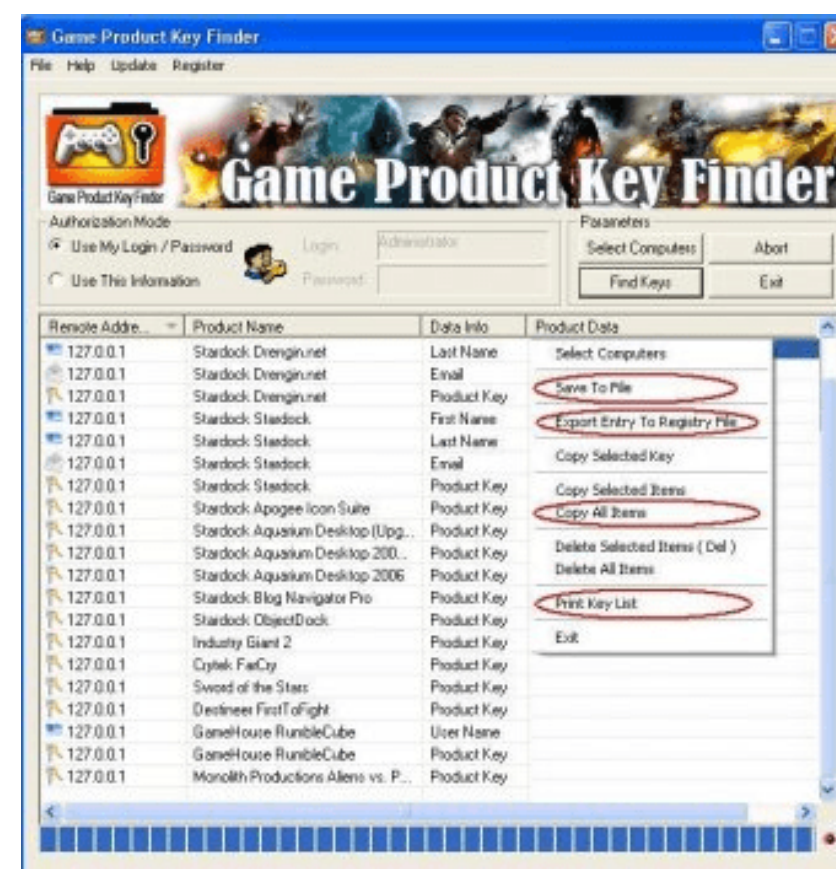 Game Product Key Finder
File Help Update Register
Game Product Key Finder
Game Product Key Finder
Authorization Mode
Use My Login / Password
Login:
Administrator
Use This Information
Password:
Parameters
Select Computers Abort
Find Keys Exit
Remote Addre... Product Name Data Info Product Data
127.0.0.1 Stardock Drengin.net Last Name
127.0.0.1 Stardock Drengin.net Email
127.0.0.1 Stardock Drengin.net Product Key
127.0.0.1 Stardock Stardock First Name
127.0.0.1 Stardock Stardock Last Name
127.0.0.1 Stardock Stardock Email
127.0.0.1 Stardock Stardock Product Key
127.0.0.1 Stardock Apogee Icon Suite Product Key
127.0.0.1 Stardock Aquarium Desktop (Upg... Product Key
127.0.0.1 Stardock Aquarium Desktop 200... Product Key
127.0.0.1 Stardock Aquarium Desktop 2006 Product Key
127.0.0.1 Stardock Blog Navigator Pro Product Key
127.0.0.1 Stardock ObjectDock Product Key
127.0.0.1 Industry Giant 2 Product Key
127.0.0.1 Crytek FarCry Product Key
127.0.0.1 Sword of the Stars Product Key
127.0.0.1 Destineer FirstToFight Product Key
127.0.0.1 GameHouse RumbleCube User Name
127.0.0.1 GameHouse RumbleCube Product Key
127.0.0.1 Monolith Productions Aliens vs. P... Product Key
Select Computers
Save To File
Export Entry To Registry File
Copy Selected Key
Copy Selected Items
Copy All Items
Delete Selected Items ( Del )
Delete All Items
Print Key List
Exit